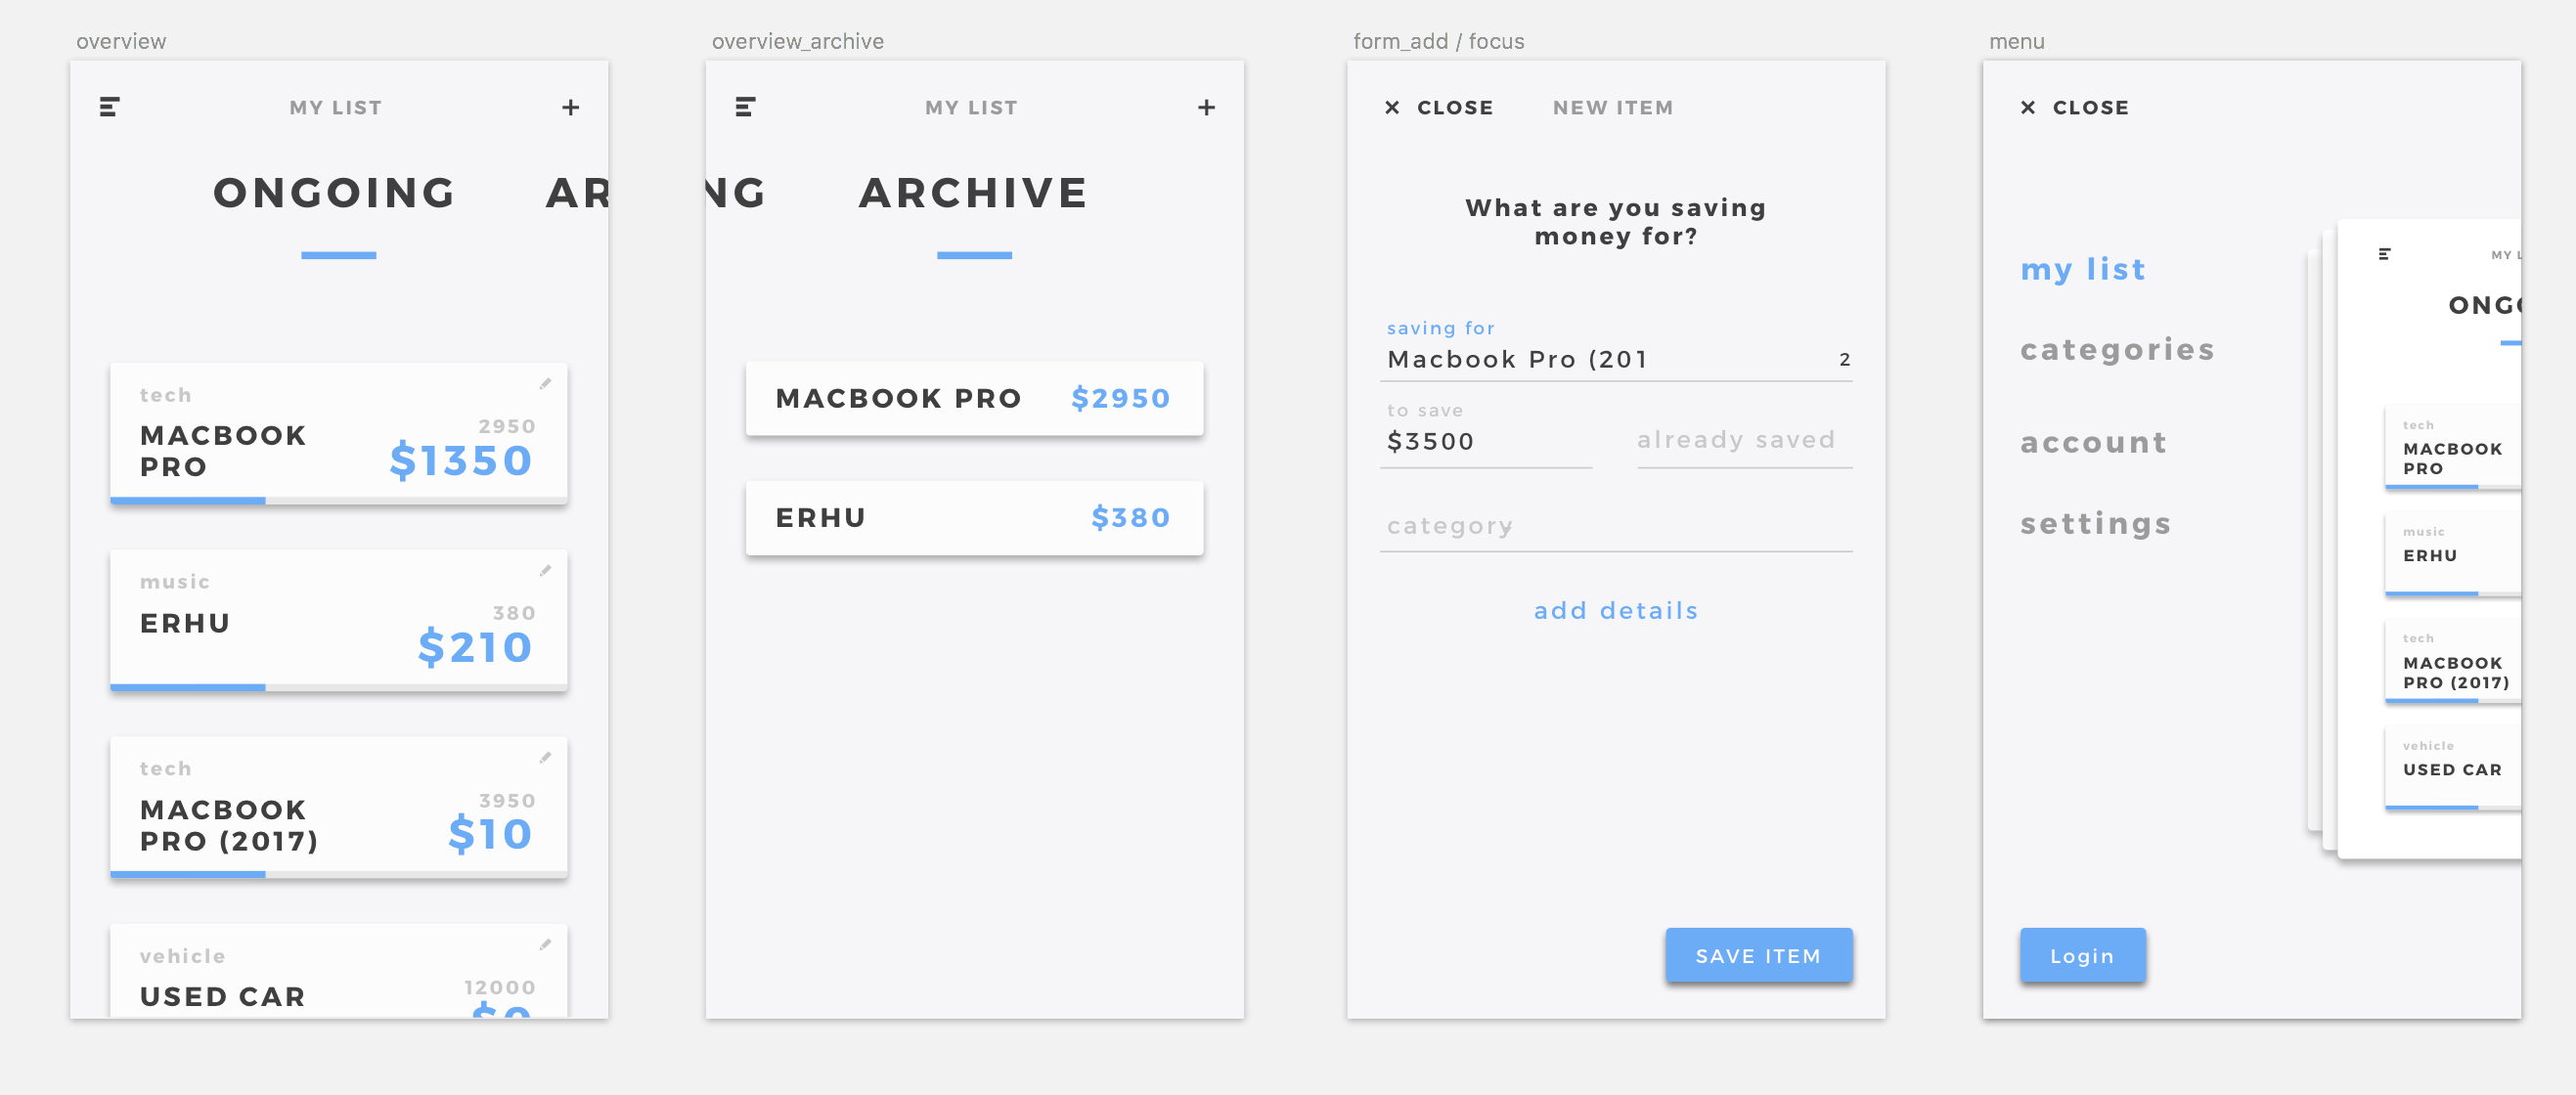 overview
MY LIST
ONGOING AR
tech
2950
MACBOOK
PRO
$1350
music
380
ERHU
$210
tech
3950
MACBOOK
PRO (2017)
$10
vehicle
12000
USED CAR
$0
overview_archive
MY LIST
NG ARCHIVE
MACBOOK PRO $2950
ERHU $380
form_add / focus
CLOSE NEW ITEM
What are you saving
money for?
saving for
Macbook Pro (201 2
to save
$3500 already saved
category
add details
SAVE ITEM
menu
CLOSE
my list
categories
account
settings
Login
MY L
ONGO
tech
MACBOOK
PRO
music
ERHU
tech
MACBOOK
PRO (2017)
vehicle
USED CAR